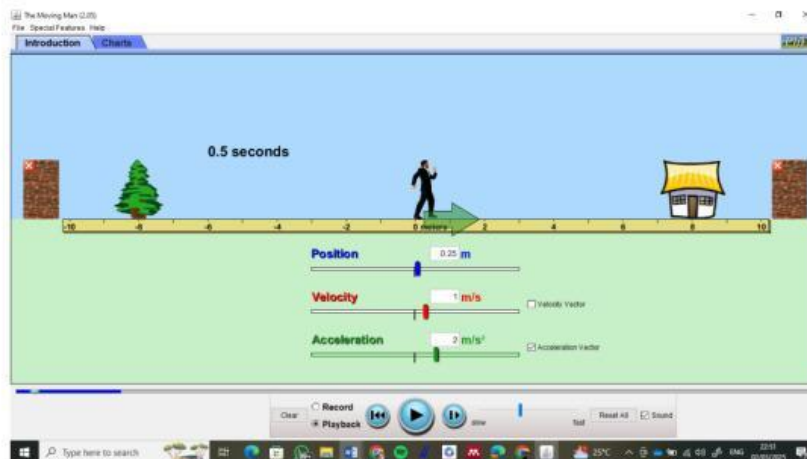 The Moving Man (2.05)
File Special Features Help
Introduction Charts
0.5 seconds
-10 -8 -6 -4 -2 0 meters 2 4 6 8 10
Position 0.25 m
Velocity 1 m/s
Velocity Vector
Acceleration 2 m/s²
Acceleration Vector
Clear Record Playback slow fast Reset All Sound
Type here to search 25°C ENG 22:51